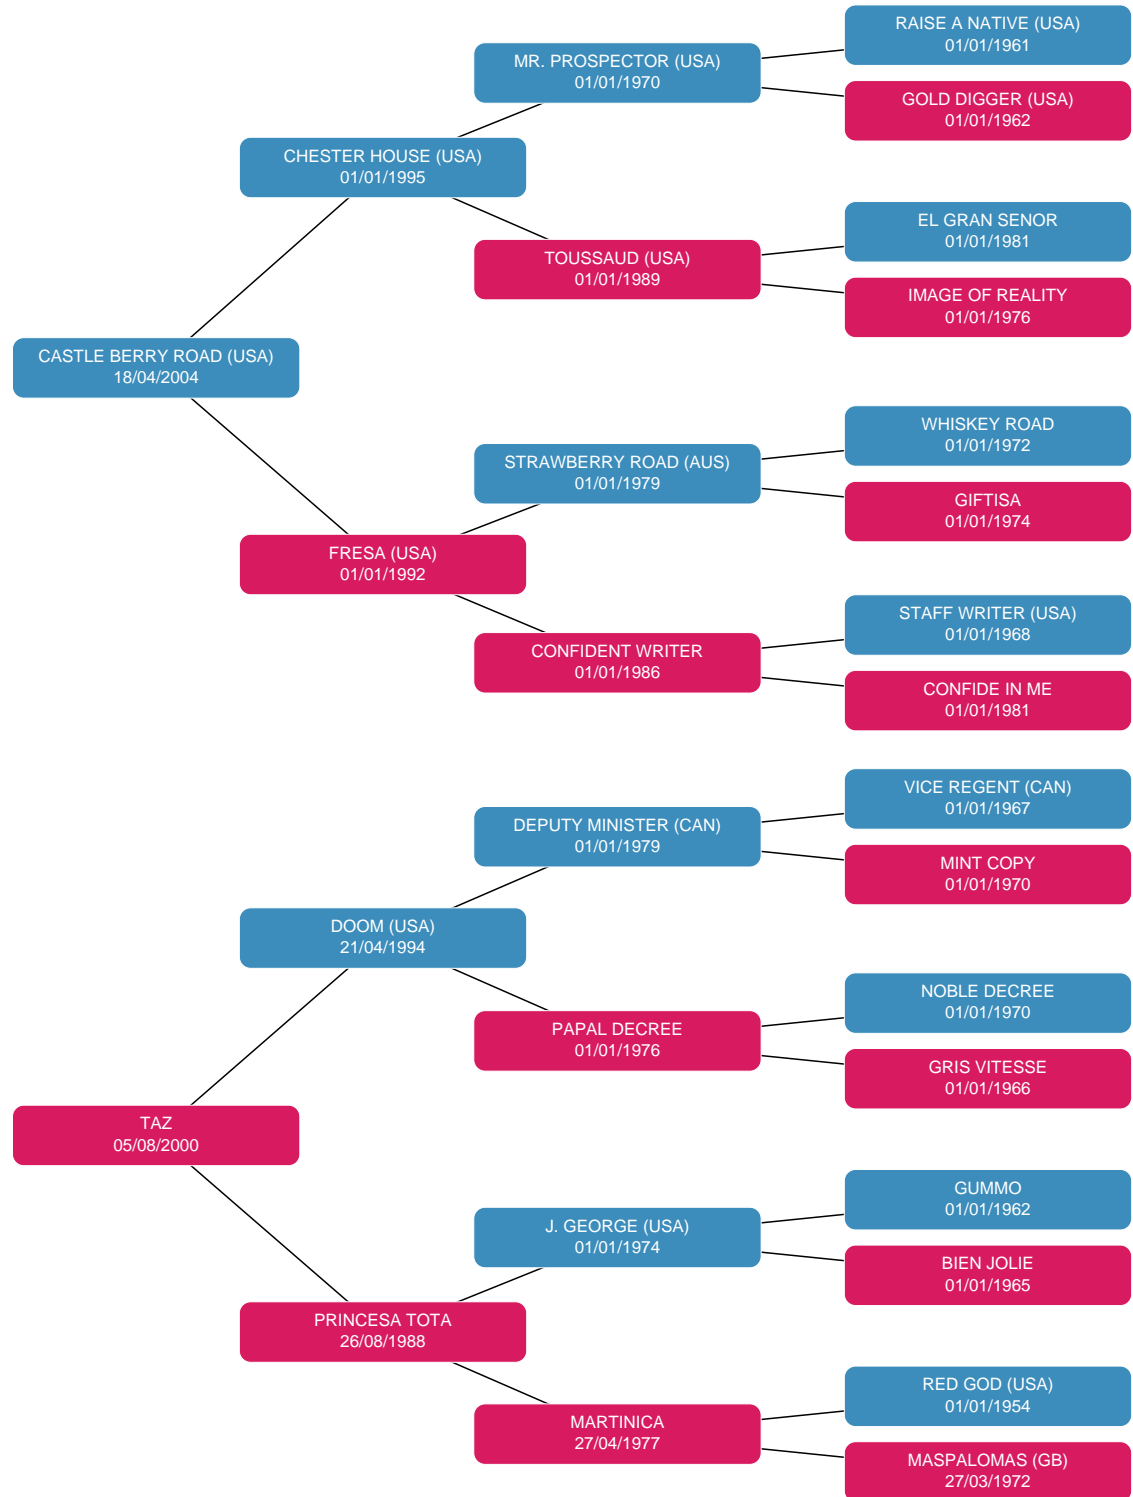 RAISE A NATIVE (USA)
01/01/1961
MR. PROSPECTOR (USA)
01/01/1970
GOLD DIGGER (USA)
01/01/1962
CHESTER HOUSE (USA)
01/01/1995
EL GRAN SENOR
01/01/1981
TOUSSAUD (USA)
01/01/1989
IMAGE OF REALITY
01/01/1976
CASTLE BERRY ROAD (USA)
18/04/2004
WHISKEY ROAD
01/01/1972
STRAWBERRY ROAD (AUS)
01/01/1979
GIFTISA
01/01/1974
FRESA (USA)
01/01/1992
STAFF WRITER (USA)
01/01/1968
CONFIDENT WRITER
01/01/1986
CONFIDE IN ME
01/01/1981
VICE REGENT (CAN)
01/01/1967
DEPUTY MINISTER (CAN)
01/01/1979
MINT COPY
01/01/1970
DOOM (USA)
21/04/1994
NOBLE DECREE
01/01/1970
PAPAL DECREE
01/01/1976
GRIS VITESSE
01/01/1966
TAZ
05/08/2000
GUMMO
01/01/1962
J. GEORGE (USA)
01/01/1974
BIEN JOLIE
01/01/1965
PRINCESA TOTA
26/08/1988
RED GOD (USA)
01/01/1954
MARTINICA
27/04/1977
MASPALOMAS (GB)
27/03/1972